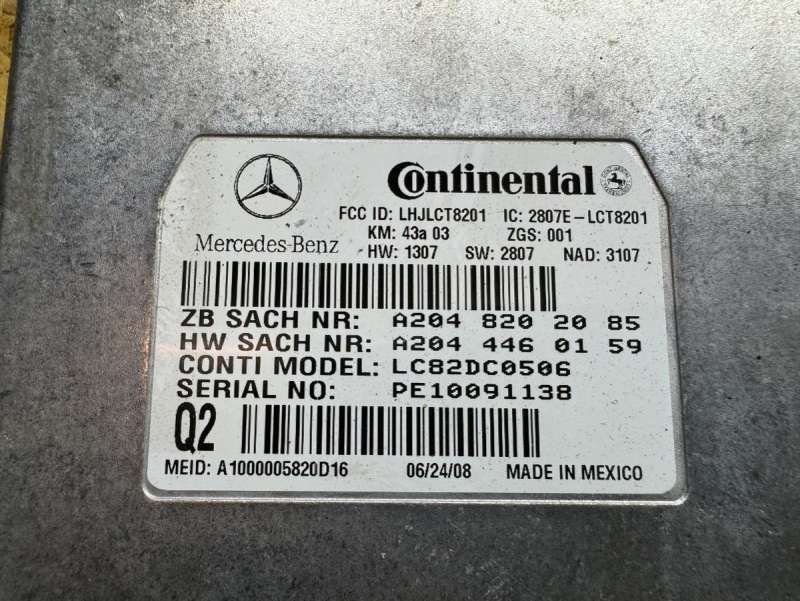 Continental
FCC ID: LHJLCT8201 IC: 2807E-LCT8201
KM: 43a 03 ZGS: 001
Mercedes-Benz
HW: 1307 SW: 2807 NAD: 3107
ZB SACH NR: A204 820 20 85
HW SACH NR: A204 446 01 59
CONTI MODEL: LC82DC0506
SERIAL NO: PE10091138
Q2
MEID: A1000005820D16 06/24/08 MADE IN MEXICO